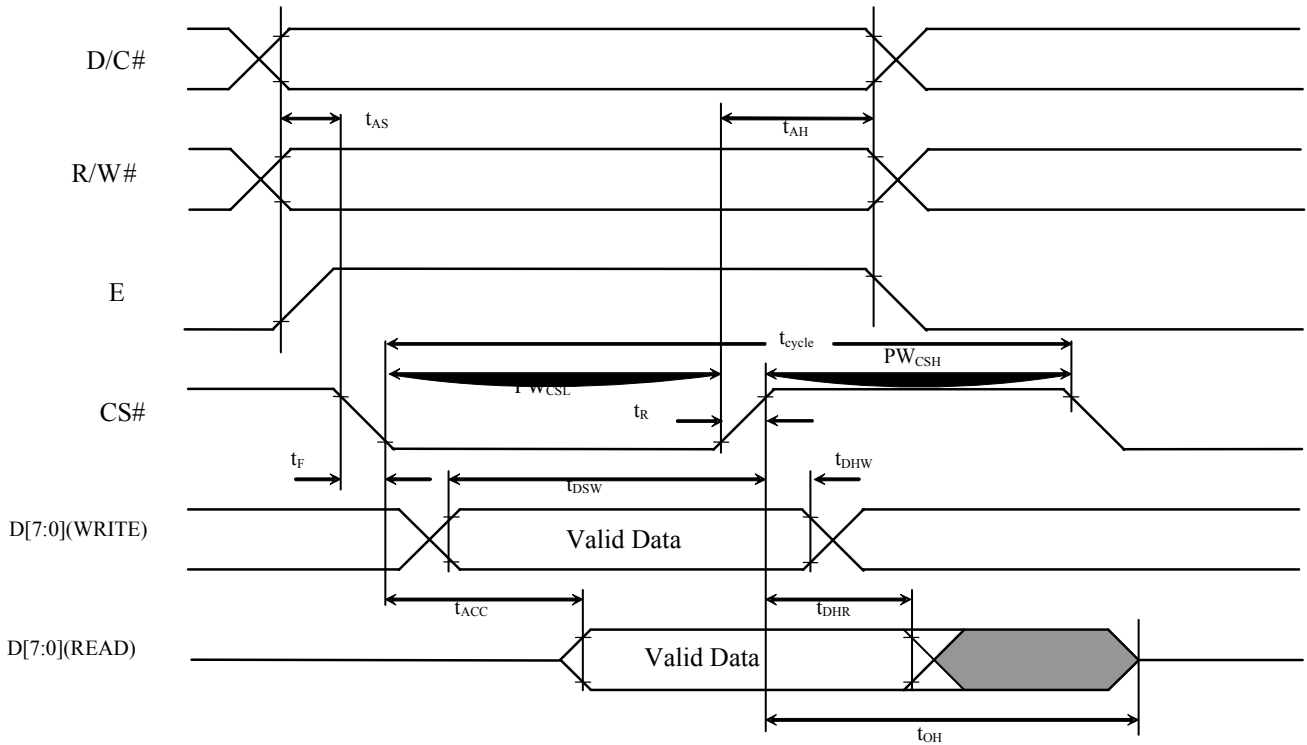 D/C#
tAS
tAH
R/W#
E
tcycle
PWCSH
PWCSL
CS#
tR
tF
tDHW
tDSW
D[7:0](WRITE)
Valid Data
tACC
tDHR
D[7:0](READ)
Valid Data
tOH